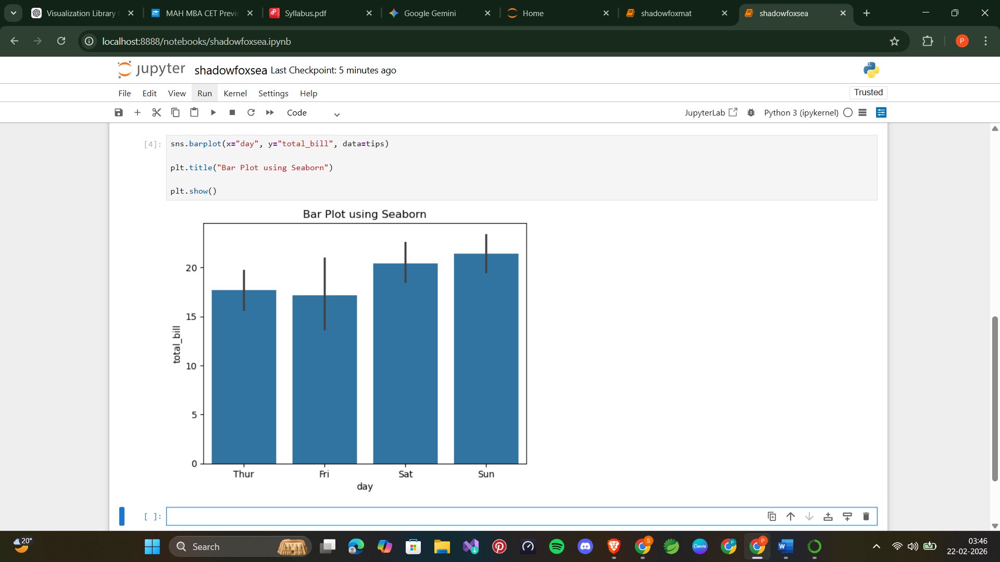 Visualization Library
MAH MBA CET Previ
Syllabus.pdf
Google Gemini
Home
shadowfoxmat
shadowfoxsea
localhost:8888/notebooks/shadowfoxsea.ipynb
P
jupyter shadowfoxsea Last Checkpoint: 5 minutes ago
File Edit View Run Kernel Settings Help
Trusted
Code
JupyterLab
Python 3 (ipykernel)
[4]:
sns.barplot(x="day", y="total_bill", data=tips)
plt.title("Bar Plot using Seaborn")
plt.show()
Bar Plot using Seaborn
20
15
10
5
0
total_bill
Thur Fri Sat Sun
day
[ ]:
20°
Search
Canva
S
P
P
W
03:46
22-02-2026